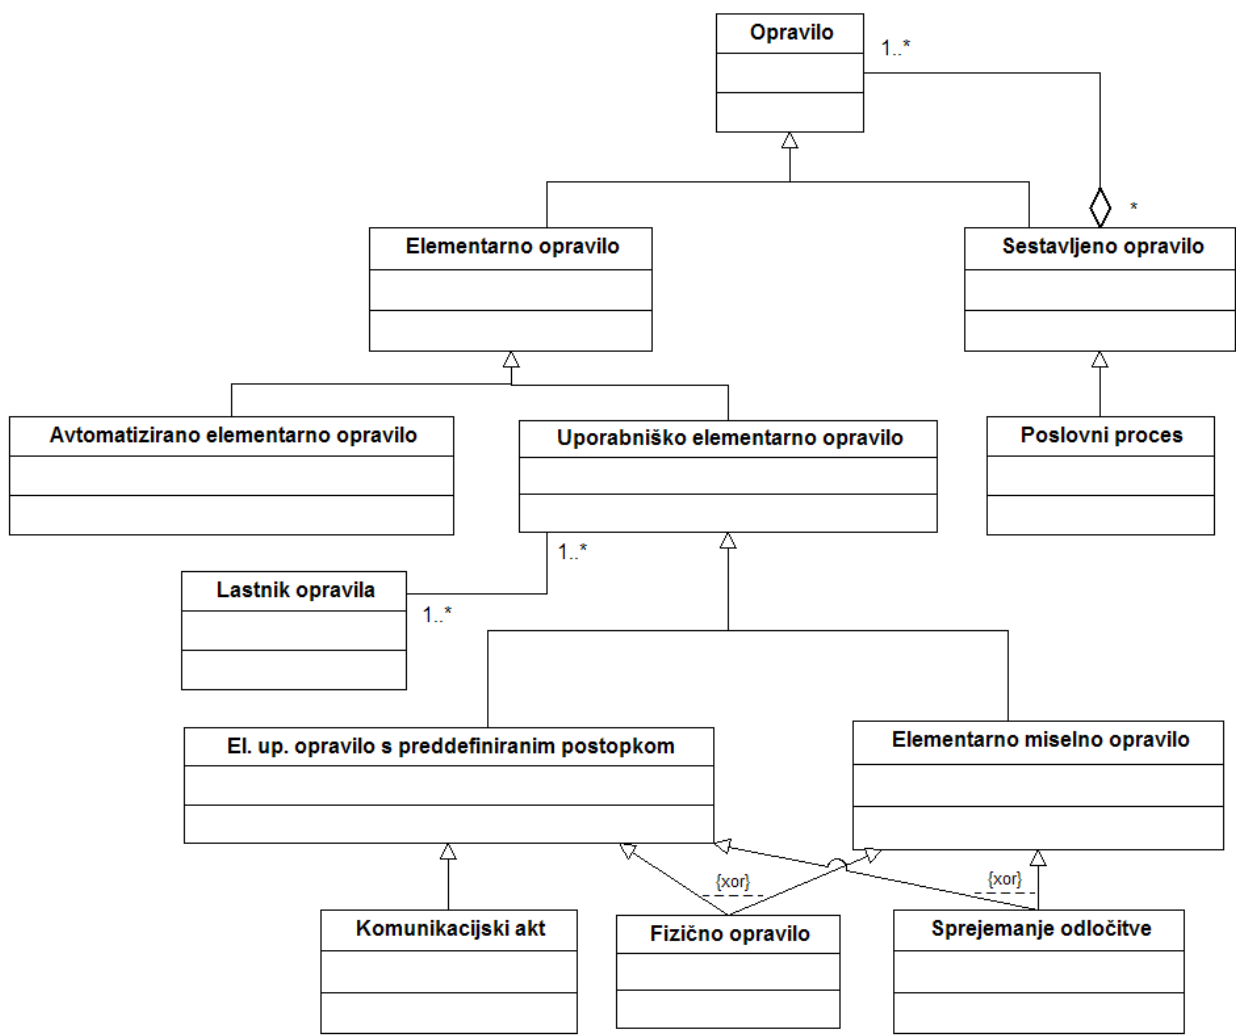 Opravilo
1..*
*
Elementarno opravilo
Sestavljeno opravilo
Avtomatizirano elementarno opravilo
Uporabniško elementarno opravilo
Poslovni proces
1..*
Lastnik opravila
1..*
El. up. opravilo s preddefiniranim postopkom
Elementarno miselno opravilo
{xor}
{xor}
Komunikacijski akt
Fizično opravilo
Sprejemanje odločitve